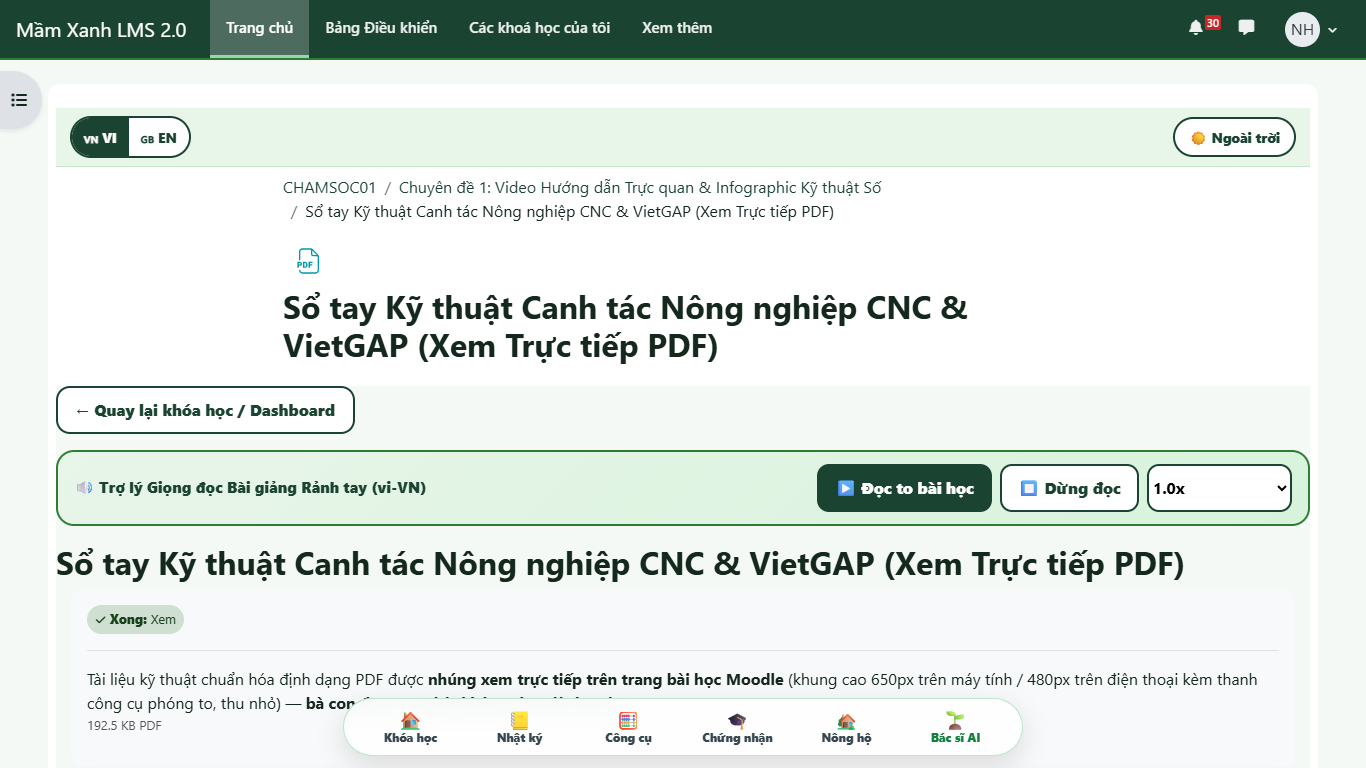 Mầm Xanh LMS 2.0
Trang chủ
Bảng Điều khiển
Các khoá học của tôi
Xem thêm
30
NH
VN VI
GB EN
Ngoài trời
CHAMSOC01 / Chuyên đề 1: Video Hướng dẫn Trực quan & Infographic Kỹ thuật Số
/ Sổ tay Kỹ thuật Canh tác Nông nghiệp CNC & VietGAP (Xem Trực tiếp PDF)
PDF
Sổ tay Kỹ thuật Canh tác Nông nghiệp CNC &
VietGAP (Xem Trực tiếp PDF)
← Quay lại khóa học / Dashboard
Trợ lý Giọng đọc Bài giảng Rảnh tay (vi-VN)
Đọc to bài học
Dừng đọc
1.0x
Sổ tay Kỹ thuật Canh tác Nông nghiệp CNC & VietGAP (Xem Trực tiếp PDF)
Xong: Xem
Tài liệu kỹ thuật chuẩn hóa định dạng PDF được nhúng xem trực tiếp trên trang bài học Moodle (khung cao 650px trên máy tính / 480px trên điện thoại kèm thanh
công cụ phóng to, thu nhỏ) — bà con
192.5 KB PDF
Khóa học
Nhật ký
Công cụ
Chứng nhận
Nông hộ
Bác sĩ AI